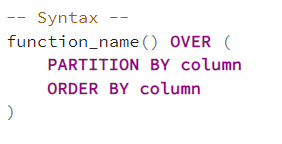 -- Syntax --
function_name() OVER (
    PARTITION BY column
    ORDER BY column
)